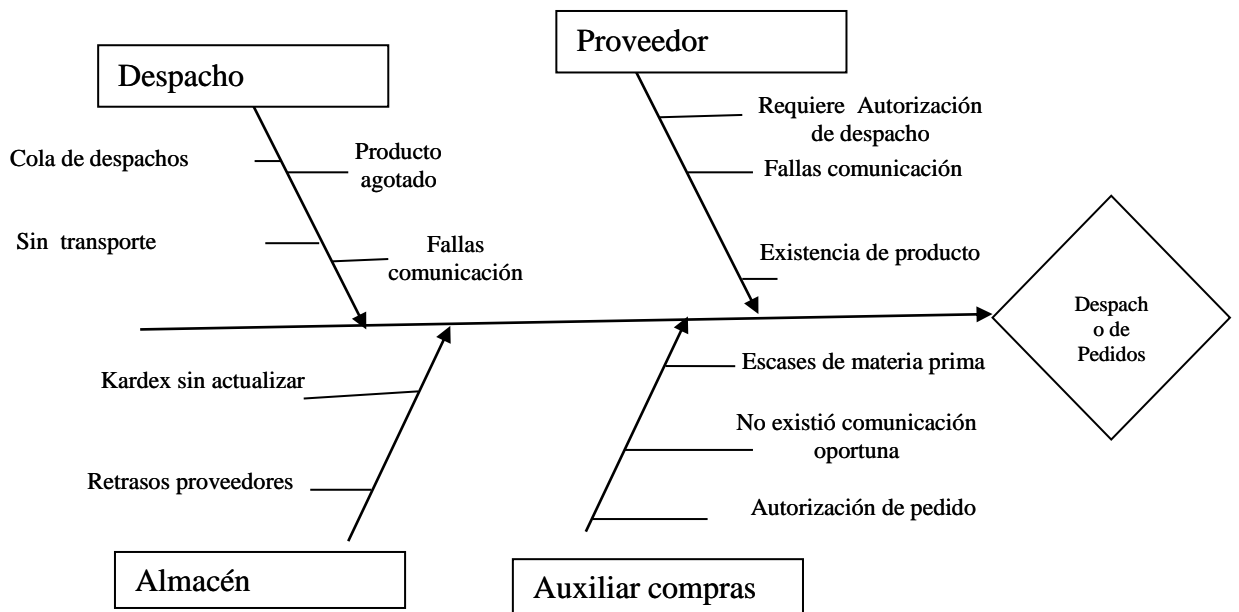 Proveedor
Despacho
Requiere Autorización
de despacho
Cola de despachos
Producto
agotado
Fallas comunicación
Sin transporte
Fallas
comunicación
Existencia de producto
Despach
o de
Pedidos
Kardex sin actualizar
Escases de materia prima
No existió comunicación
oportuna
Retrasos proveedores
Autorización de pedido
Almacén
Auxiliar compras